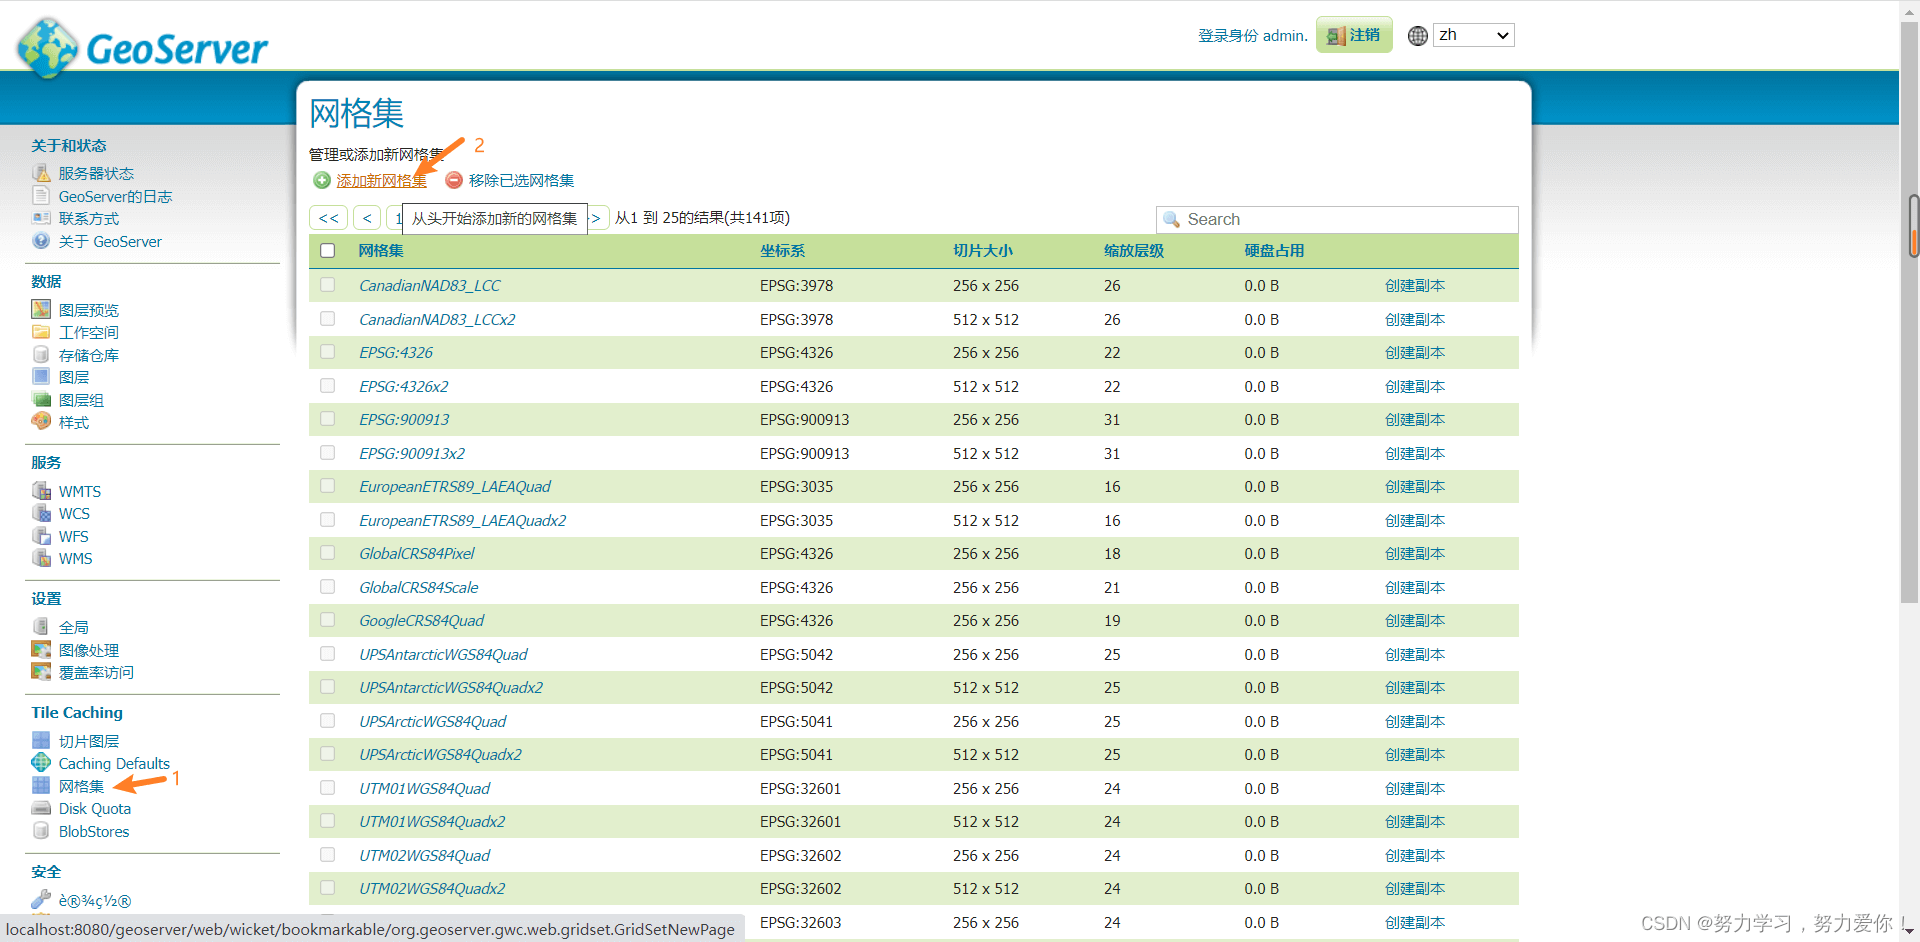 GeoServer
登录身份 admin.
注销
zh
网格集
管理或添加新网格集
2
添加新网格集
移除已选网格集
<<
<
1
从头开始添加新的网格集
>
从1 到 25的结果(共141项)
Search
网格集 坐标系 切片大小 缩放层级 硬盘占用
CanadianNAD83_LCC EPSG:3978 256 x 256 26 0.0 B 创建副本
CanadianNAD83_LCCx2 EPSG:3978 512 x 512 26 0.0 B 创建副本
EPSG:4326 EPSG:4326 256 x 256 22 0.0 B 创建副本
EPSG:4326x2 EPSG:4326 512 x 512 22 0.0 B 创建副本
EPSG:900913 EPSG:900913 256 x 256 31 0.0 B 创建副本
EPSG:900913x2 EPSG:900913 512 x 512 31 0.0 B 创建副本
EuropeanETRS89_LAEAQuad EPSG:3035 256 x 256 16 0.0 B 创建副本
EuropeanETRS89_LAEAQuadx2 EPSG:3035 512 x 512 16 0.0 B 创建副本
GlobalCRS84Pixel EPSG:4326 256 x 256 18 0.0 B 创建副本
GlobalCRS84Scale EPSG:4326 256 x 256 21 0.0 B 创建副本
GoogleCRS84Quad EPSG:4326 256 x 256 19 0.0 B 创建副本
UPSAntarcticWGS84Quad EPSG:5042 256 x 256 25 0.0 B 创建副本
UPSAntarcticWGS84Quadx2 EPSG:5042 512 x 512 25 0.0 B 创建副本
UPSArcticWGS84Quad EPSG:5041 256 x 256 25 0.0 B 创建副本
UPSArcticWGS84Quadx2 EPSG:5041 512 x 512 25 0.0 B 创建副本
UTM01WGS84Quad EPSG:32601 256 x 256 24 0.0 B 创建副本
UTM01WGS84Quadx2 EPSG:32601 512 x 512 24 0.0 B 创建副本
UTM02WGS84Quad EPSG:32602 256 x 256 24 0.0 B 创建副本
UTM02WGS84Quadx2 EPSG:32602 512 x 512 24 0.0 B 创建副本
EPSG:32603 256 x 256 24 0.0 B 创建副本
关于和状态
服务器状态
GeoServer的日志
联系方式
关于 GeoServer
数据
图层预览
工作空间
存储仓库
图层
图层组
样式
服务
WMTS
WCS
WFS
WMS
设置
全局
图像处理
覆盖率访问
Tile Caching
切片图层
Caching Defaults
网格集
1
Disk Quota
BlobStores
安全
è®¾ç½®
localhost:8080/geoserver/web/wicket/bookmarkable/org.geoserver.gwc.web.gridset.GridSetNewPage
CSDN @努力学习，努力爱你！